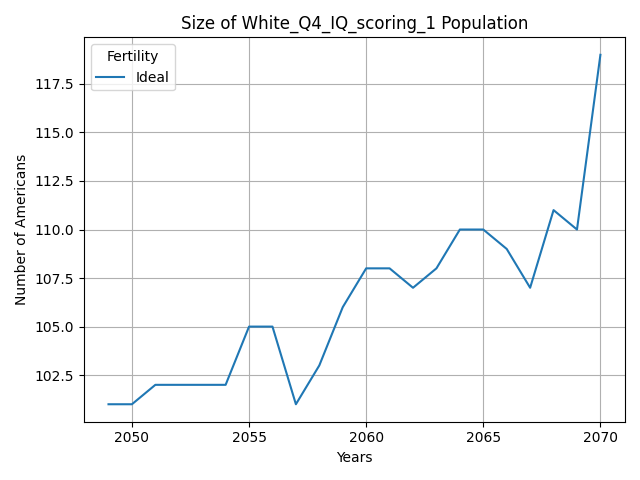 Size of White_Q4_IQ_scoring_1 Population
Fertility
Ideal
117.5
115.0
112.5
110.0
107.5
105.0
102.5
Number of Americans
2050 2055 2060 2065 2070
Years